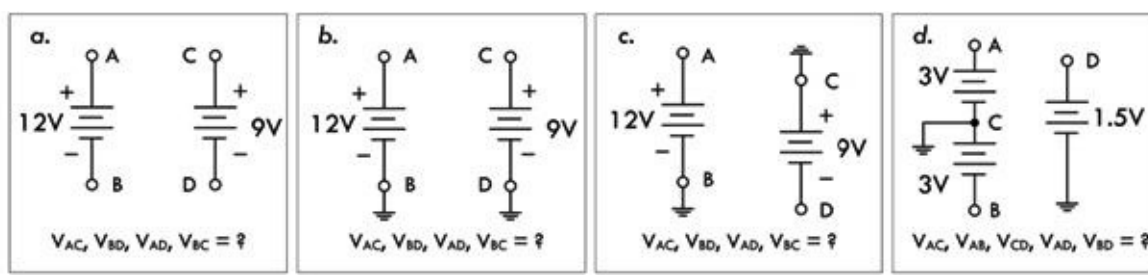 a.
A
C
+
+
12V
9V
−
−
B
D
V_AC, V_BD, V_AD, V_BC = ?
b.
A
C
+
+
12V
9V
−
−
B
D
V_AC, V_BD, V_AD, V_BC = ?
c.
A
C
+
+
12V
9V
−
−
B
D
V_AC, V_BD, V_AD, V_BC = ?
d.
A
D
3V
C
1.5V
3V
B
V_AC, V_AB, V_CD, V_AD, V_BD = ?